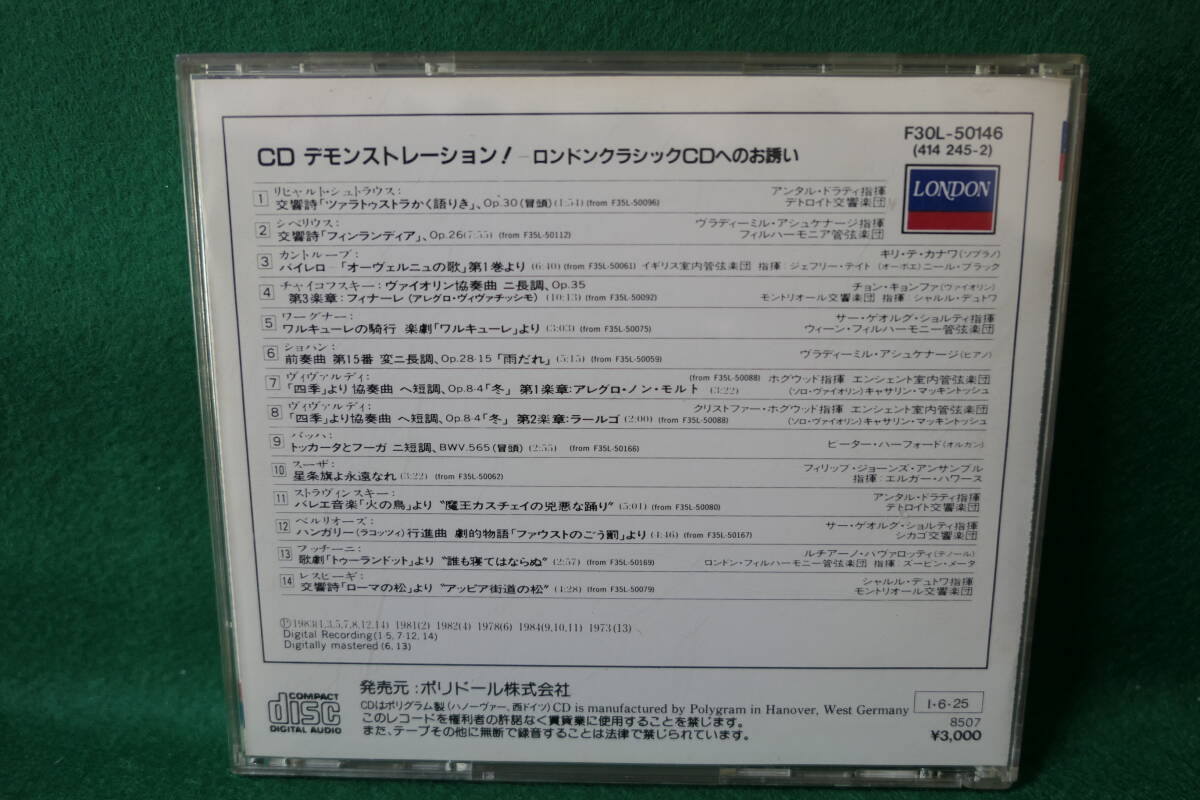 F30L-50146
(414 245-2)
LONDON
CD デモンストレーション! －ロンドンクラシックCDへのお誘い
1 リヒャルト・シュトラウス:
交響詩「ツァラトゥストラかく語りき」、Op.30(冒頭)(1:54) (from F35L-50096)
アンタル・ドラティ指揮
デトロイト交響楽団
2 シベリウス:
交響詩「フィンランディア」、Op.26(7:55) (from F35L-50112)
ヴラディーミル・アシュケナージ指揮
フィルハーモニア管弦楽団
3 カントルーブ:
バイレロ－「オーヴェルニュの歌」第1巻より (6:40) (from F35L-50061) イギリス室内管弦楽団 指揮:ジェフリー・テイト (オーボエ)ニール・ブラック
キリ・テ・カナワ(ソプラノ)
4 チャイコフスキー:ヴァイオリン協奏曲 ニ長調、Op.35
第3楽章:フィナーレ (アレグロ・ヴィヴァチッシモ) (10:13) (from F35L-50092)
チョン・キョンファ(ヴァイオリン)
モントリオール交響楽団 指揮 シャルル・デュトワ
5 ワーグナー:
ワルキューレの騎行 楽劇「ワルキューレ」より (3:03) (from F35L-50075)
サー・ゲオルグ・ショルティ指揮
ウィーン・フィルハーモニー管弦楽団
6 ショパン:
前奏曲 第15番 変ニ長調、Op.28-15「雨だれ」(5:15) (from F35L-50059)
ヴラディーミル・アシュケナージ(ピアノ)
7 ヴィヴァルディ:
「四季」より協奏曲 ヘ短調、Op.8-4「冬」 第1楽章:アレグロ・ノン・モルト (3:22)
(from F35L-50088) ホグウッド指揮 エンシェント室内管弦楽団
(ソロ・ヴァイオリン)キャサリン・マッキントッシュ
8 ヴィヴァルディ:
「四季」より協奏曲 ヘ短調、Op.8-4「冬」 第2楽章:ラールゴ (2:00) (from F35L-50088)
クリストファー・ホグウッド指揮 エンシェント室内管弦楽団
(ソロ・ヴァイオリン)キャサリン・マッキントッシュ
9 バッハ:
トッカータとフーガ ニ短調、BWV.565(冒頭) (2:55) (from F35L-50166)
ピーター・ハーフォード(オルガン)
10 スーザ:
星条旗よ永遠なれ (3:22) (from F35L-50062)
フィリップ・ジョーンズ・アンサンブル
指揮:エルガー・ハワース
11 ストラヴィンスキー:
バレエ音楽「火の鳥」より“魔王カスチェイの兇悪な踊り”(5:01) (from F35L-50080)
アンタル・ドラティ指揮
デトロイト交響楽団
12 ベルリオーズ:
ハンガリー(ラコッツィ)行進曲 劇的物語「ファウストのごう罰」より (4:46) (from F35L-50167)
サー・ゲオルグ・ショルティ指揮
シカゴ交響楽団
13 プッチーニ:
歌劇「トゥーランドット」より“誰も寝てはならぬ”(2:57) (from F35L-50169)
ルチアーノ・パヴァロッティ(テノール)
ロンドン・フィルハーモニー管弦楽団 指揮:ズービン・メータ
14 レスピーギ:
交響詩「ローマの松」より“アッピア街道の松”(4:28) (from F35L-50079)
シャルル・デュトワ指揮
モントリオール交響楽団
Ⓟ1983(1,3,5,7,8,12,14) 1981(2) 1982(4) 1978(6) 1984(9,10,11) 1973(13)
Digital Recording(1-5, 7-12, 14)
Digitally mastered (6, 13)
COMPACT
disc
DIGITAL AUDIO
発売元:ポリドール株式会社
CDはポリグラム製(ハノーヴァー、西ドイツ) CD is manufactured by Polygram in Hanover, West Germany
このレコードを権利者の許諾なく賃貸業に使用することを禁じます。
また、テープその他に無断で録音することは法律で禁じられています。
I・6・25
8507
¥3,000